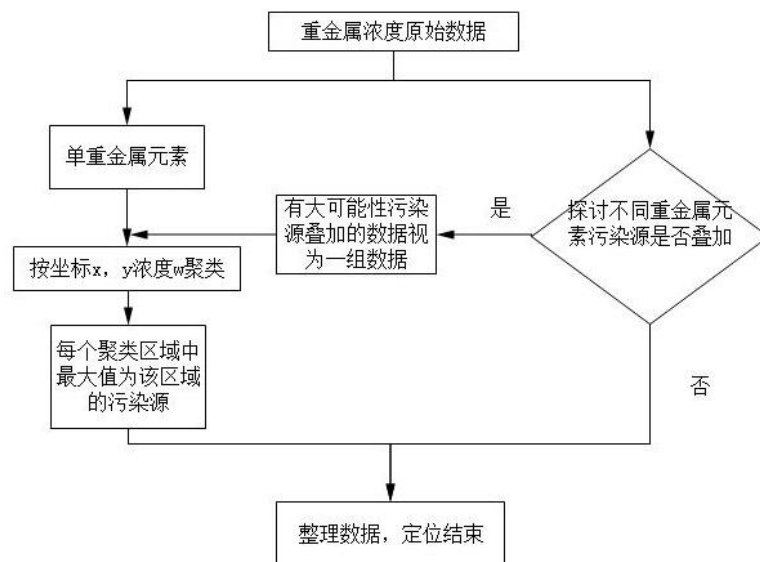 重金属浓度原始数据
单重金属元素
有大可能性污染
源叠加的数据视
为一组数据
是
探讨不同重金属元
素污染源是否叠加
按坐标x，y浓度w聚类
每个聚类区域中
最大值为该区域
的污染源
否
整理数据，定位结束